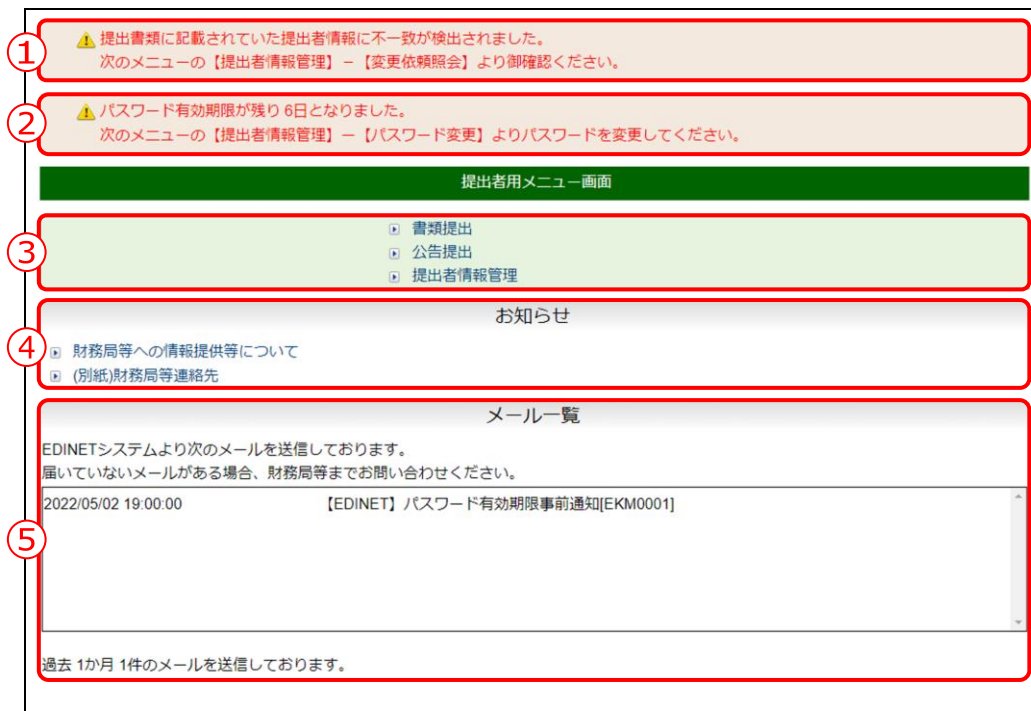 ①
提出書類に記載されていた提出者情報に不一致が検出されました。
次のメニューの【提出者情報管理】－【変更依頼照会】より御確認ください。
②
パスワード有効期限が残り 6日となりました。
次のメニューの【提出者情報管理】－【パスワード変更】よりパスワードを変更してください。
提出者用メニュー画面
③
書類提出
公告提出
提出者情報管理
④
お知らせ
財務局等への情報提供等について
(別紙)財務局等連絡先
⑤
メール一覧
EDINETシステムより次のメールを送信しております。
届いていないメールがある場合、財務局等までお問い合わせください。
2022/05/02 19:00:00 【EDINET】パスワード有効期限事前通知[EKM0001]
過去 1か月 1件のメールを送信しております。